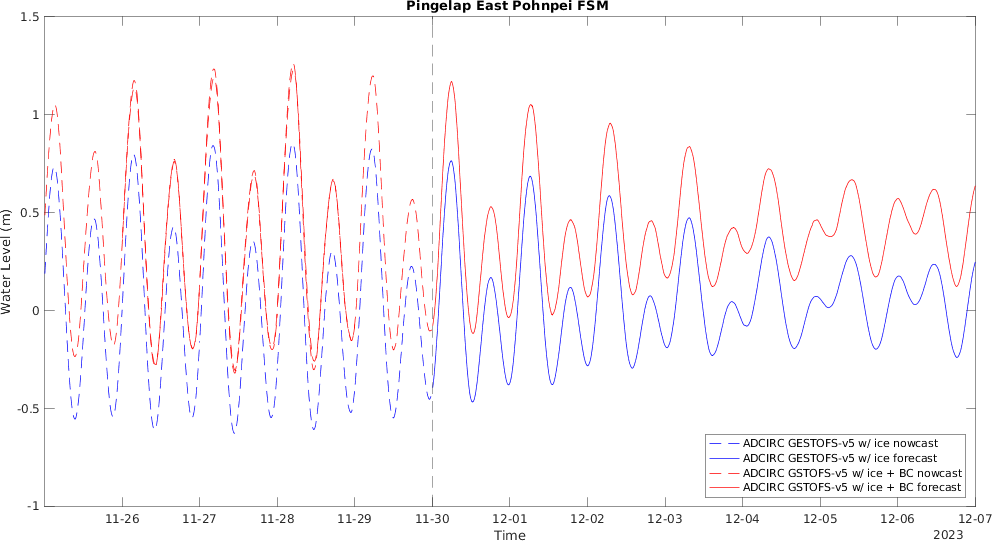 Pingelap East Pohnpei FSM
1.5
1
0.5
0
-0.5
-1
Water Level (m)
ADCIRC GESTOFS-v5 w/ ice nowcast
ADCIRC GESTOFS-v5 w/ ice forecast
ADCIRC GSTOFS-v5 w/ ice + BC nowcast
ADCIRC GSTOFS-v5 w/ ice + BC forecast
11-26 11-27 11-28 11-29 11-30 12-01 12-02 12-03 12-04 12-05 12-06 12-07
Time
2023